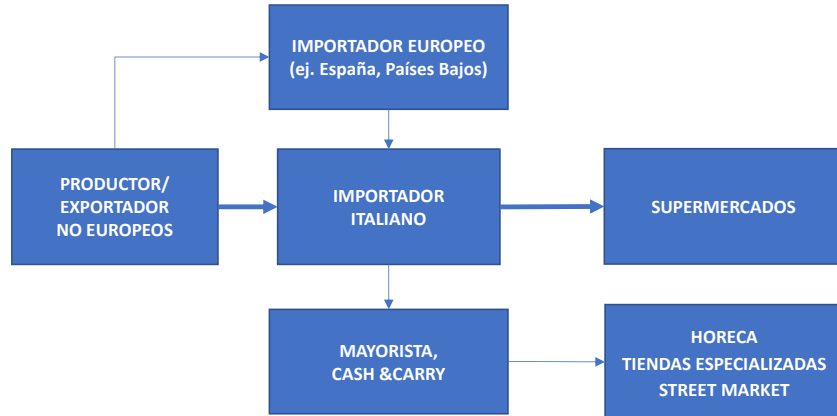 IMPORTADOR EUROPEO
(ej. España, Países Bajos)
PRODUCTOR/
EXPORTADOR
NO EUROPEOS
IMPORTADOR
ITALIANO
SUPERMERCADOS
MAYORISTA,
CASH &CARRY
HORECA
TIENDAS ESPECIALIZADAS
STREET MARKET